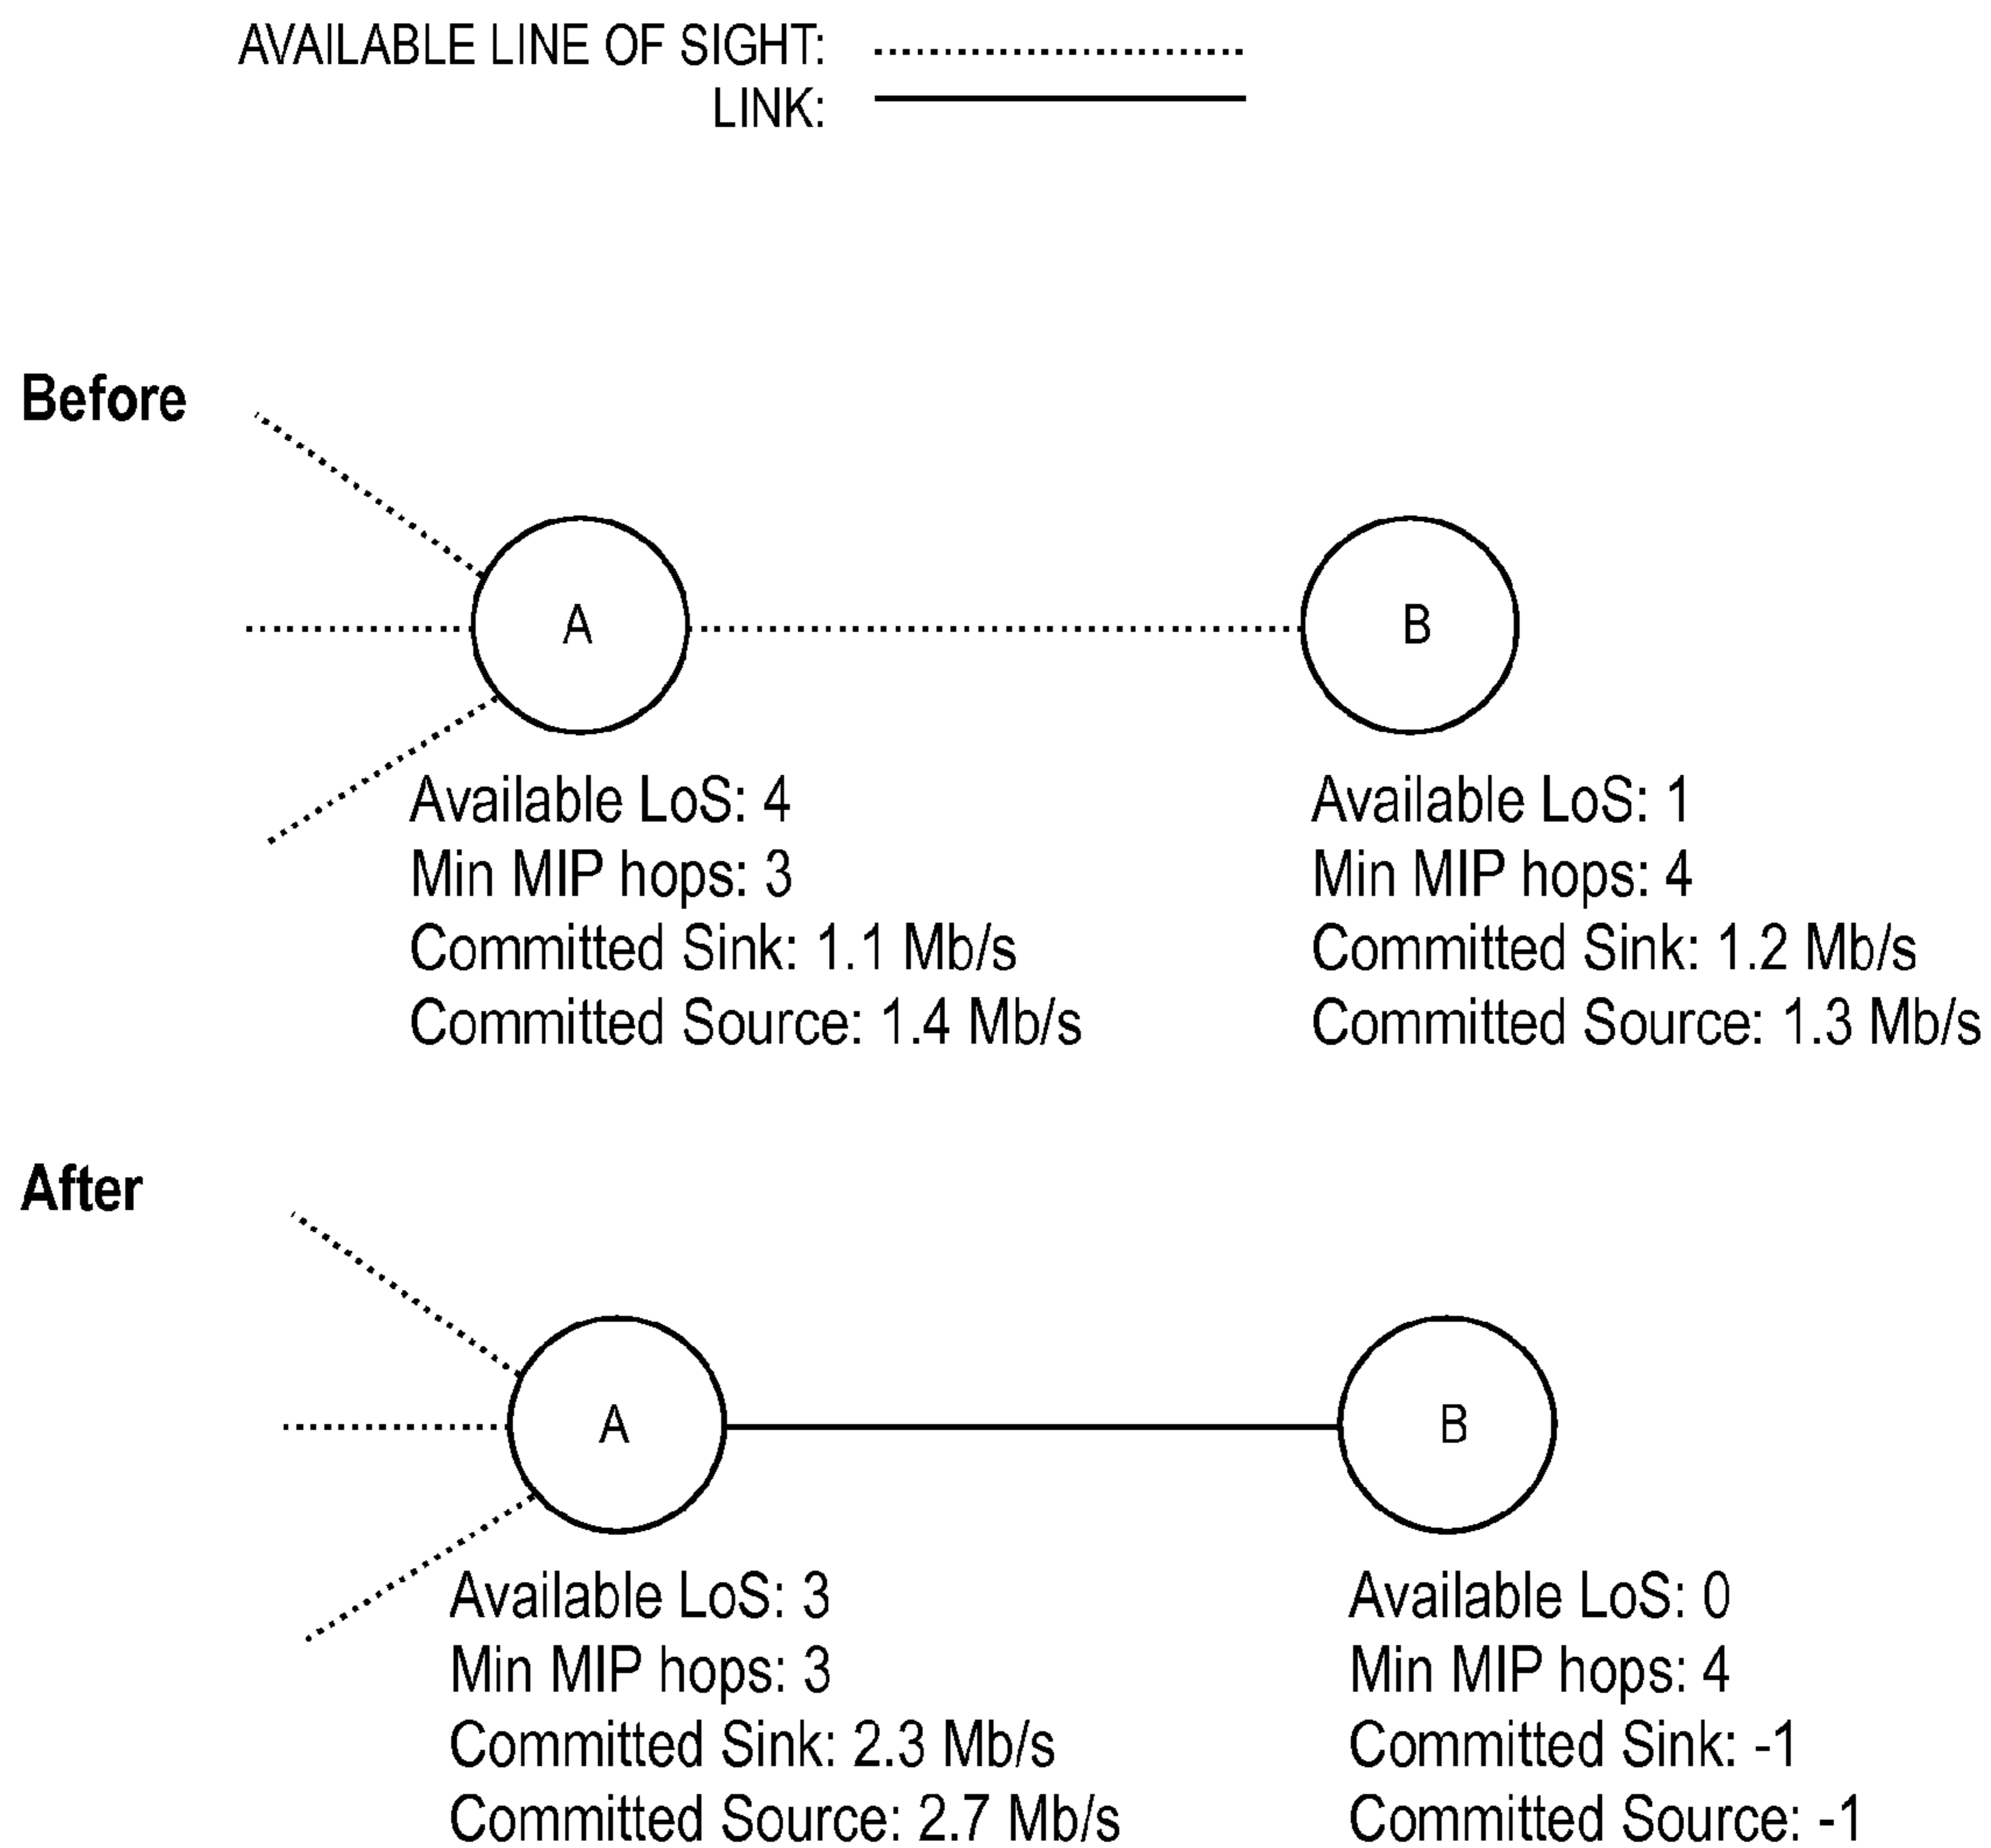 AVAILABLE LINE OF SIGHT:
LINK:
Before
A
B
Available LoS: 4
Min MIP hops: 3
Committed Sink: 1.1 Mb/s
Committed Source: 1.4 Mb/s
Available LoS: 1
Min MIP hops: 4
Committed Sink: 1.2 Mb/s
Committed Source: 1.3 Mb/s
After
A
B
Available LoS: 3
Min MIP hops: 3
Committed Sink: 2.3 Mb/s
Committed Source: 2.7 Mb/s
Available LoS: 0
Min MIP hops: 4
Committed Sink: -1
Committed Source: -1